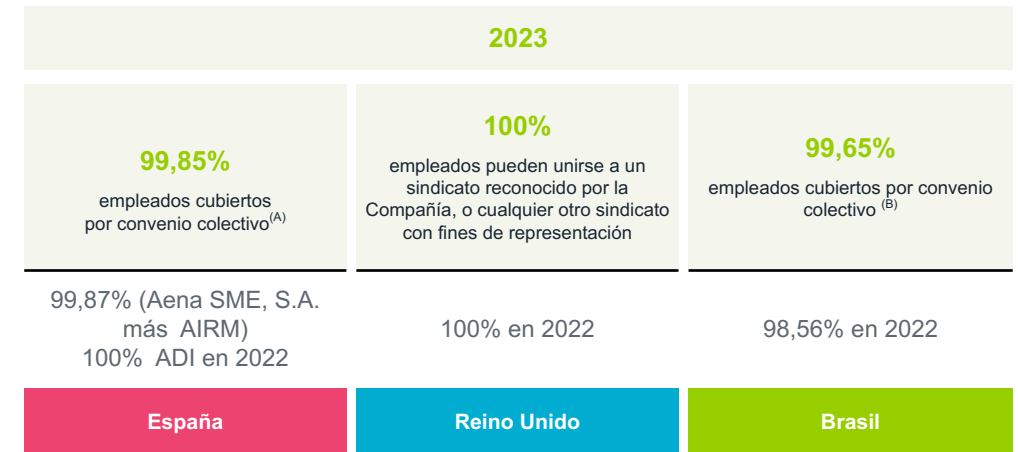 2023
99,85%
empleados cubiertos
por convenio colectivo(A)
100%
empleados pueden unirse a un
sindicato reconocido por la
Compañía, o cualquier otro sindicato
con fines de representación
99,65%
empleados cubiertos por convenio
colectivo (B)
99,87% (Aena SME, S.A.
más AIRM)
100% ADI en 2022
100% en 2022
98,56% en 2022
España
Reino Unido
Brasil